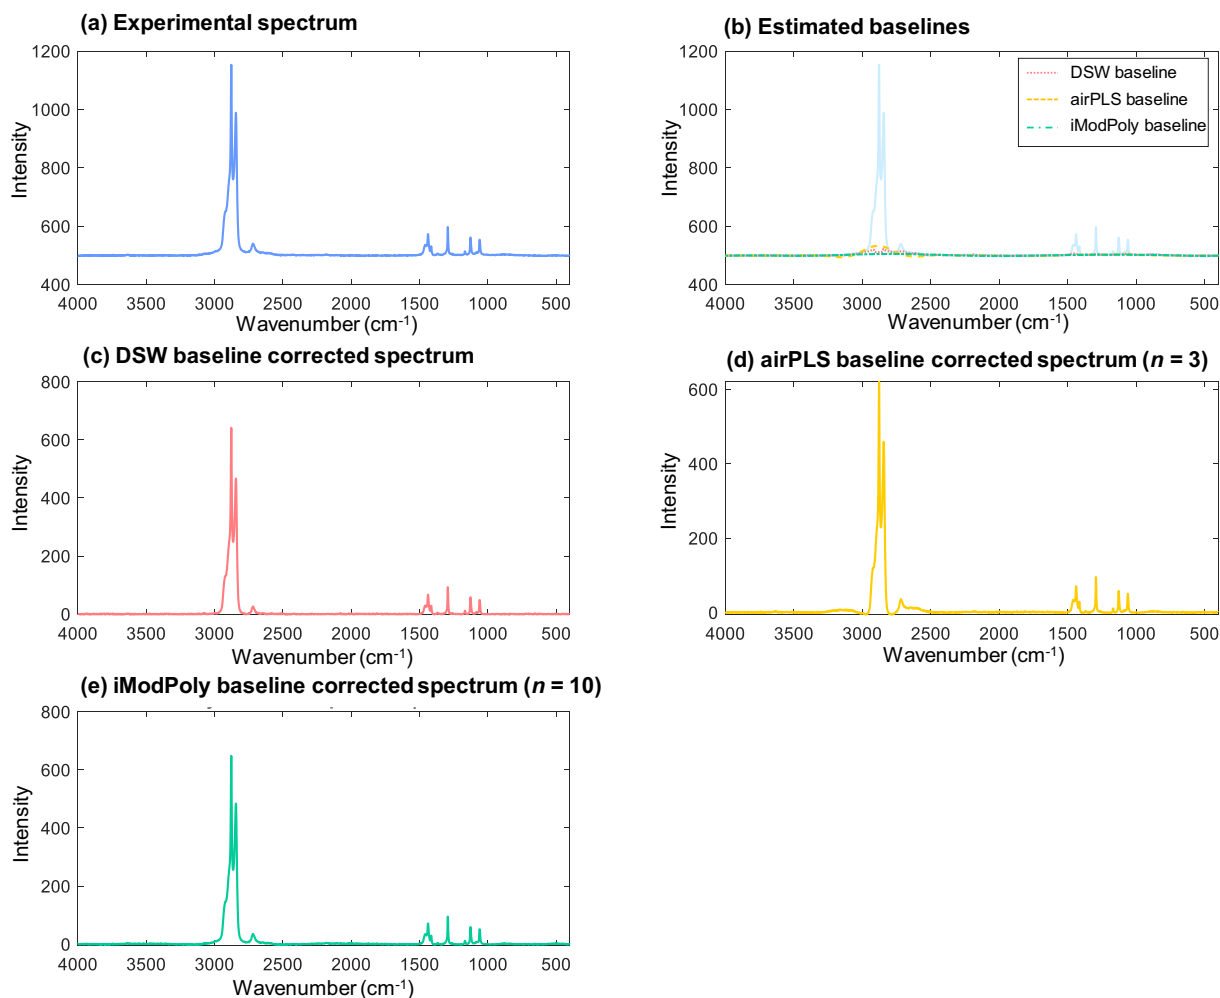 (a) Experimental spectrum
1200
1000
800
600
400
Intensity
4000 3500 3000 2500 2000 1500 1000 500
Wavenumber (cm-1)
(b) Estimated baselines
1200
1000
800
600
400
Intensity
DSW baseline
airPLS baseline
iModPoly baseline
4000 3500 3000 2500 2000 1500 1000 500
Wavenumber (cm-1)
(c) DSW baseline corrected spectrum
800
600
400
200
0
Intensity
4000 3500 3000 2500 2000 1500 1000 500
Wavenumber (cm-1)
(d) airPLS baseline corrected spectrum (n = 3)
600
400
200
0
Intensity
4000 3500 3000 2500 2000 1500 1000 500
Wavenumber (cm-1)
(e) iModPoly baseline corrected spectrum (n = 10)
800
600
400
200
0
Intensity
4000 3500 3000 2500 2000 1500 1000 500
Wavenumber (cm-1)